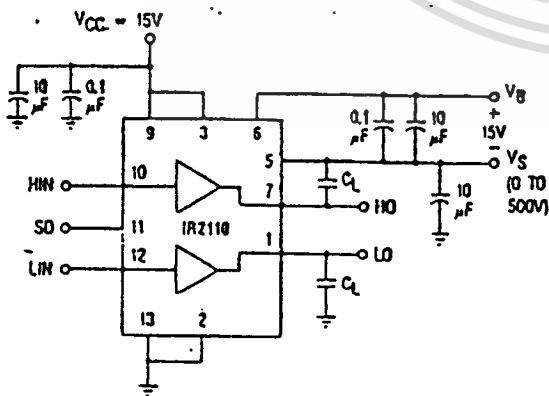 VCC = 15V
10 µF
0.1 µF
9
3
6
VB
0.1 µF
10 µF
+
15V
−
5
VS
(0 TO 500V)
10 µF
CL
HIN
10
7
HO
SD
11
IR2110
1
LO
LIN
12
CL
13
2